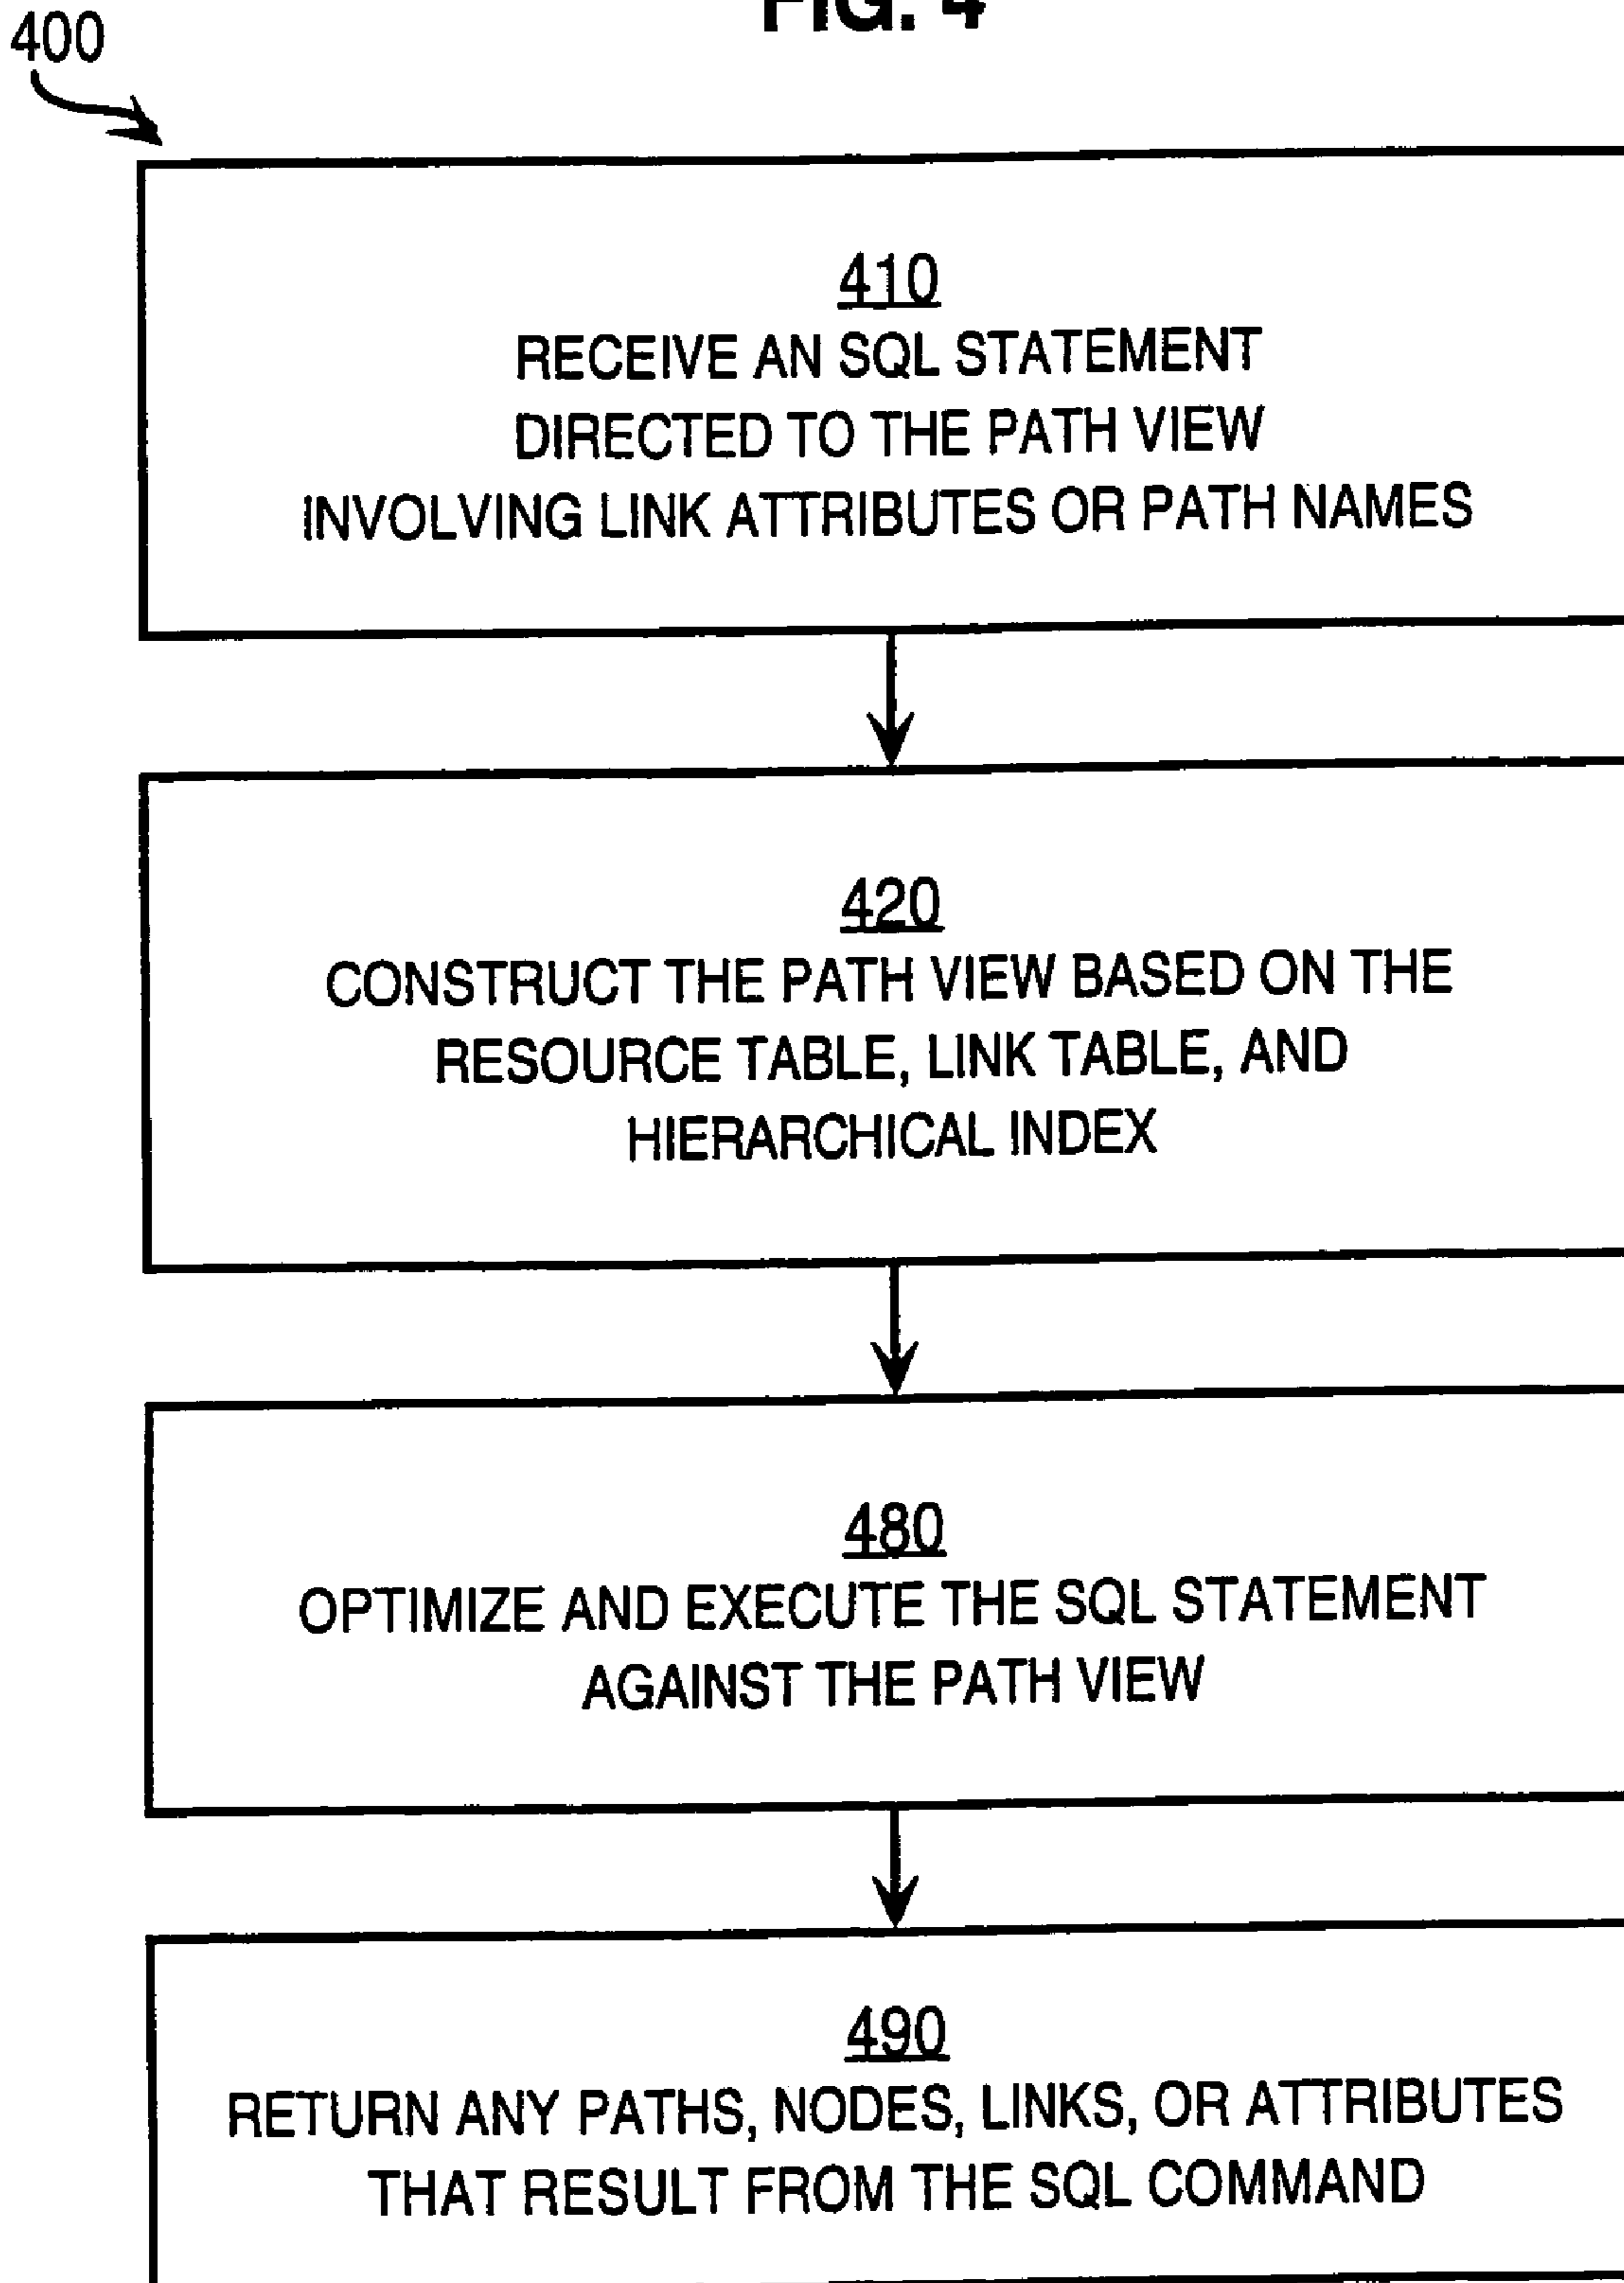 FIG. 4
400
410
RECEIVE AN SQL STATEMENT
DIRECTED TO THE PATH VIEW
INVOLVING LINK ATTRIBUTES OR PATH NAMES
420
CONSTRUCT THE PATH VIEW BASED ON THE
RESOURCE TABLE, LINK TABLE, AND
HIERARCHICAL INDEX
480
OPTIMIZE AND EXECUTE THE SQL STATEMENT
AGAINST THE PATH VIEW
490
RETURN ANY PATHS, NODES, LINKS, OR ATTRIBUTES
THAT RESULT FROM THE SQL COMMAND